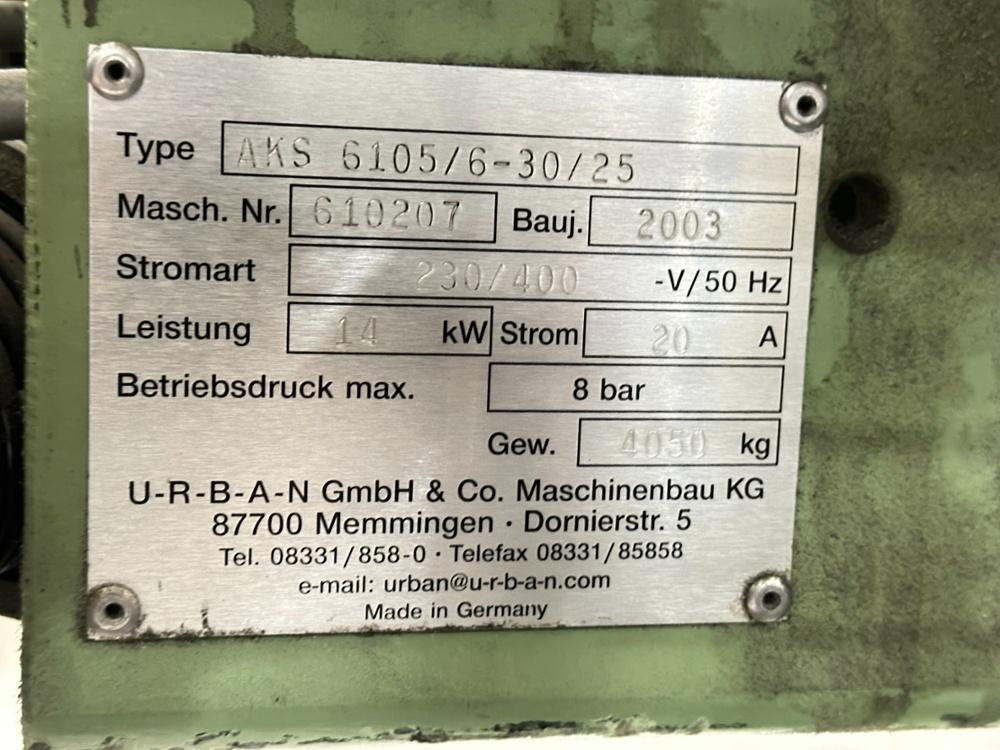 Type AKS 6105/6-30/25
Masch. Nr. 610207 Bauj. 2003
Stromart 230/400 -V/50 Hz
Leistung 14 kW Strom 20 A
Betriebsdruck max. 8 bar
Gew. 4050 kg
U-R-B-A-N GmbH & Co. Maschinenbau KG
87700 Memmingen · Dornierstr. 5
Tel. 08331/858-0 · Telefax 08331/85858
e-mail: urban@u-r-b-a-n.com
Made in Germany